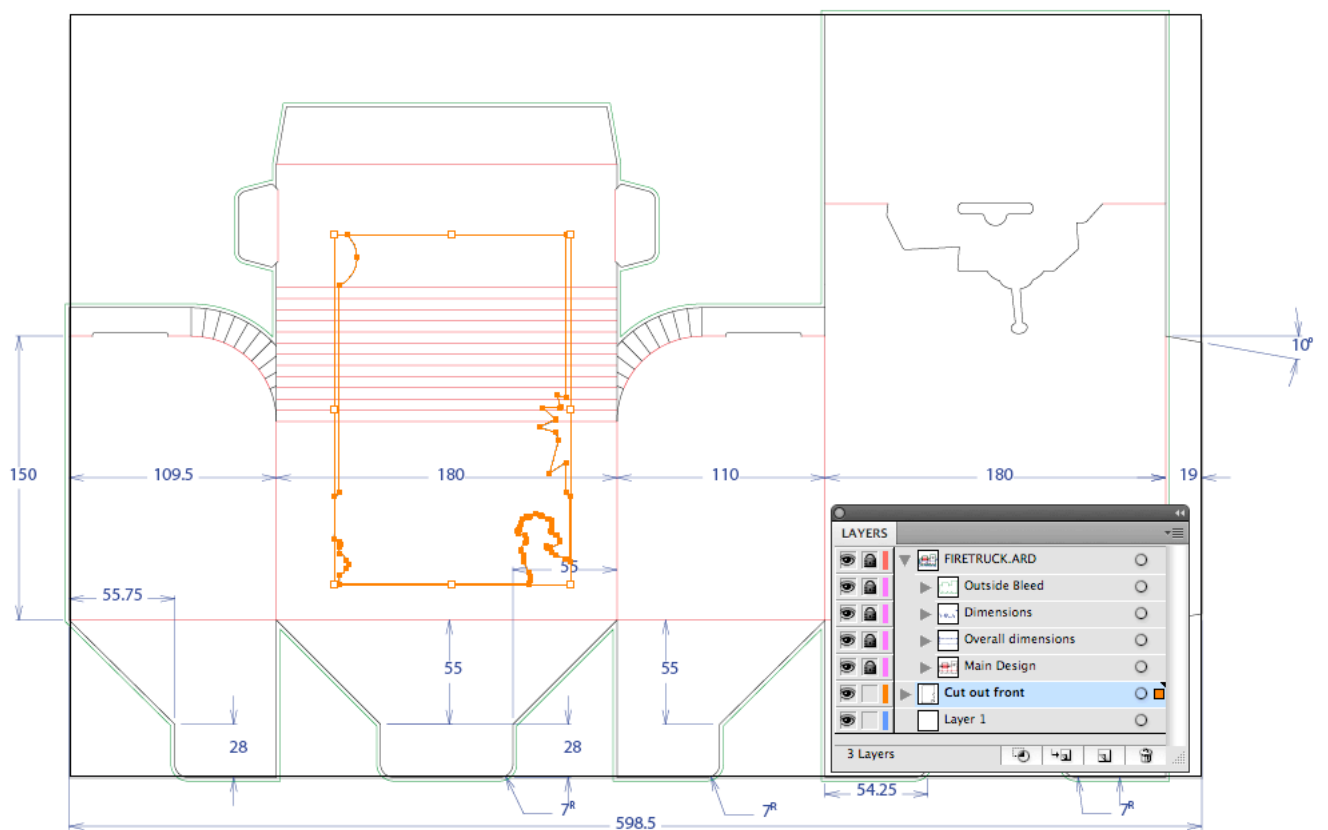 10°
150
109.5
180
110
180
19
55
55.75
55
55
28
28
54.25
7R
7R
7R
598.5
LAYERS
FIRETRUCK.ARD
Outside Bleed
Dimensions
Overall dimensions
Main Design
Cut out front
Layer 1
3 Layers